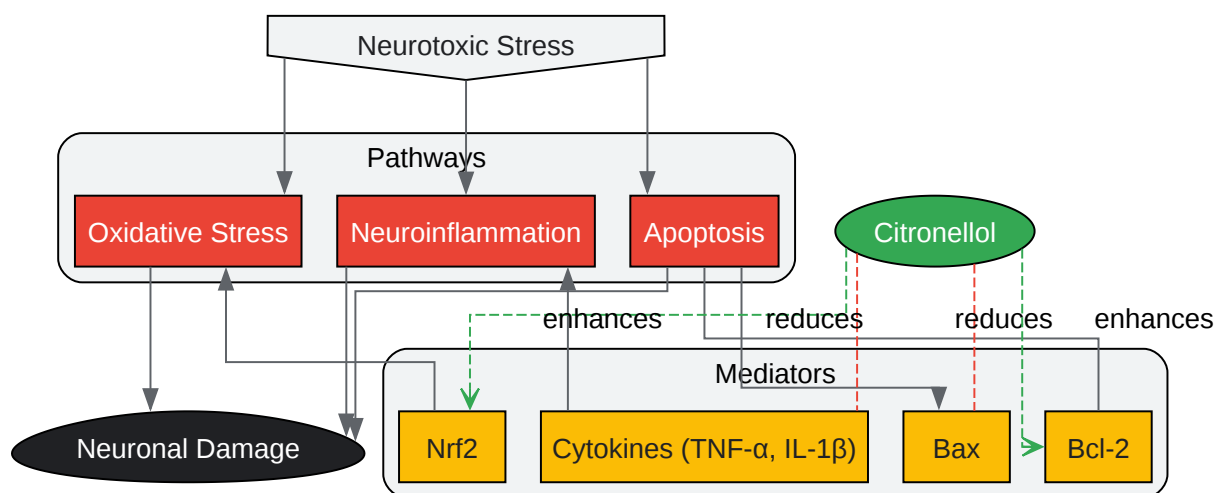 Neurotoxic Stress
Pathways
Oxidative Stress
Neuroinflammation
Apoptosis
Citronellol
enhances
reduces
reduces
enhances
Mediators
Neuronal Damage
Nrf2
Cytokines (TNF-α, IL-1β)
Bax
Bcl-2